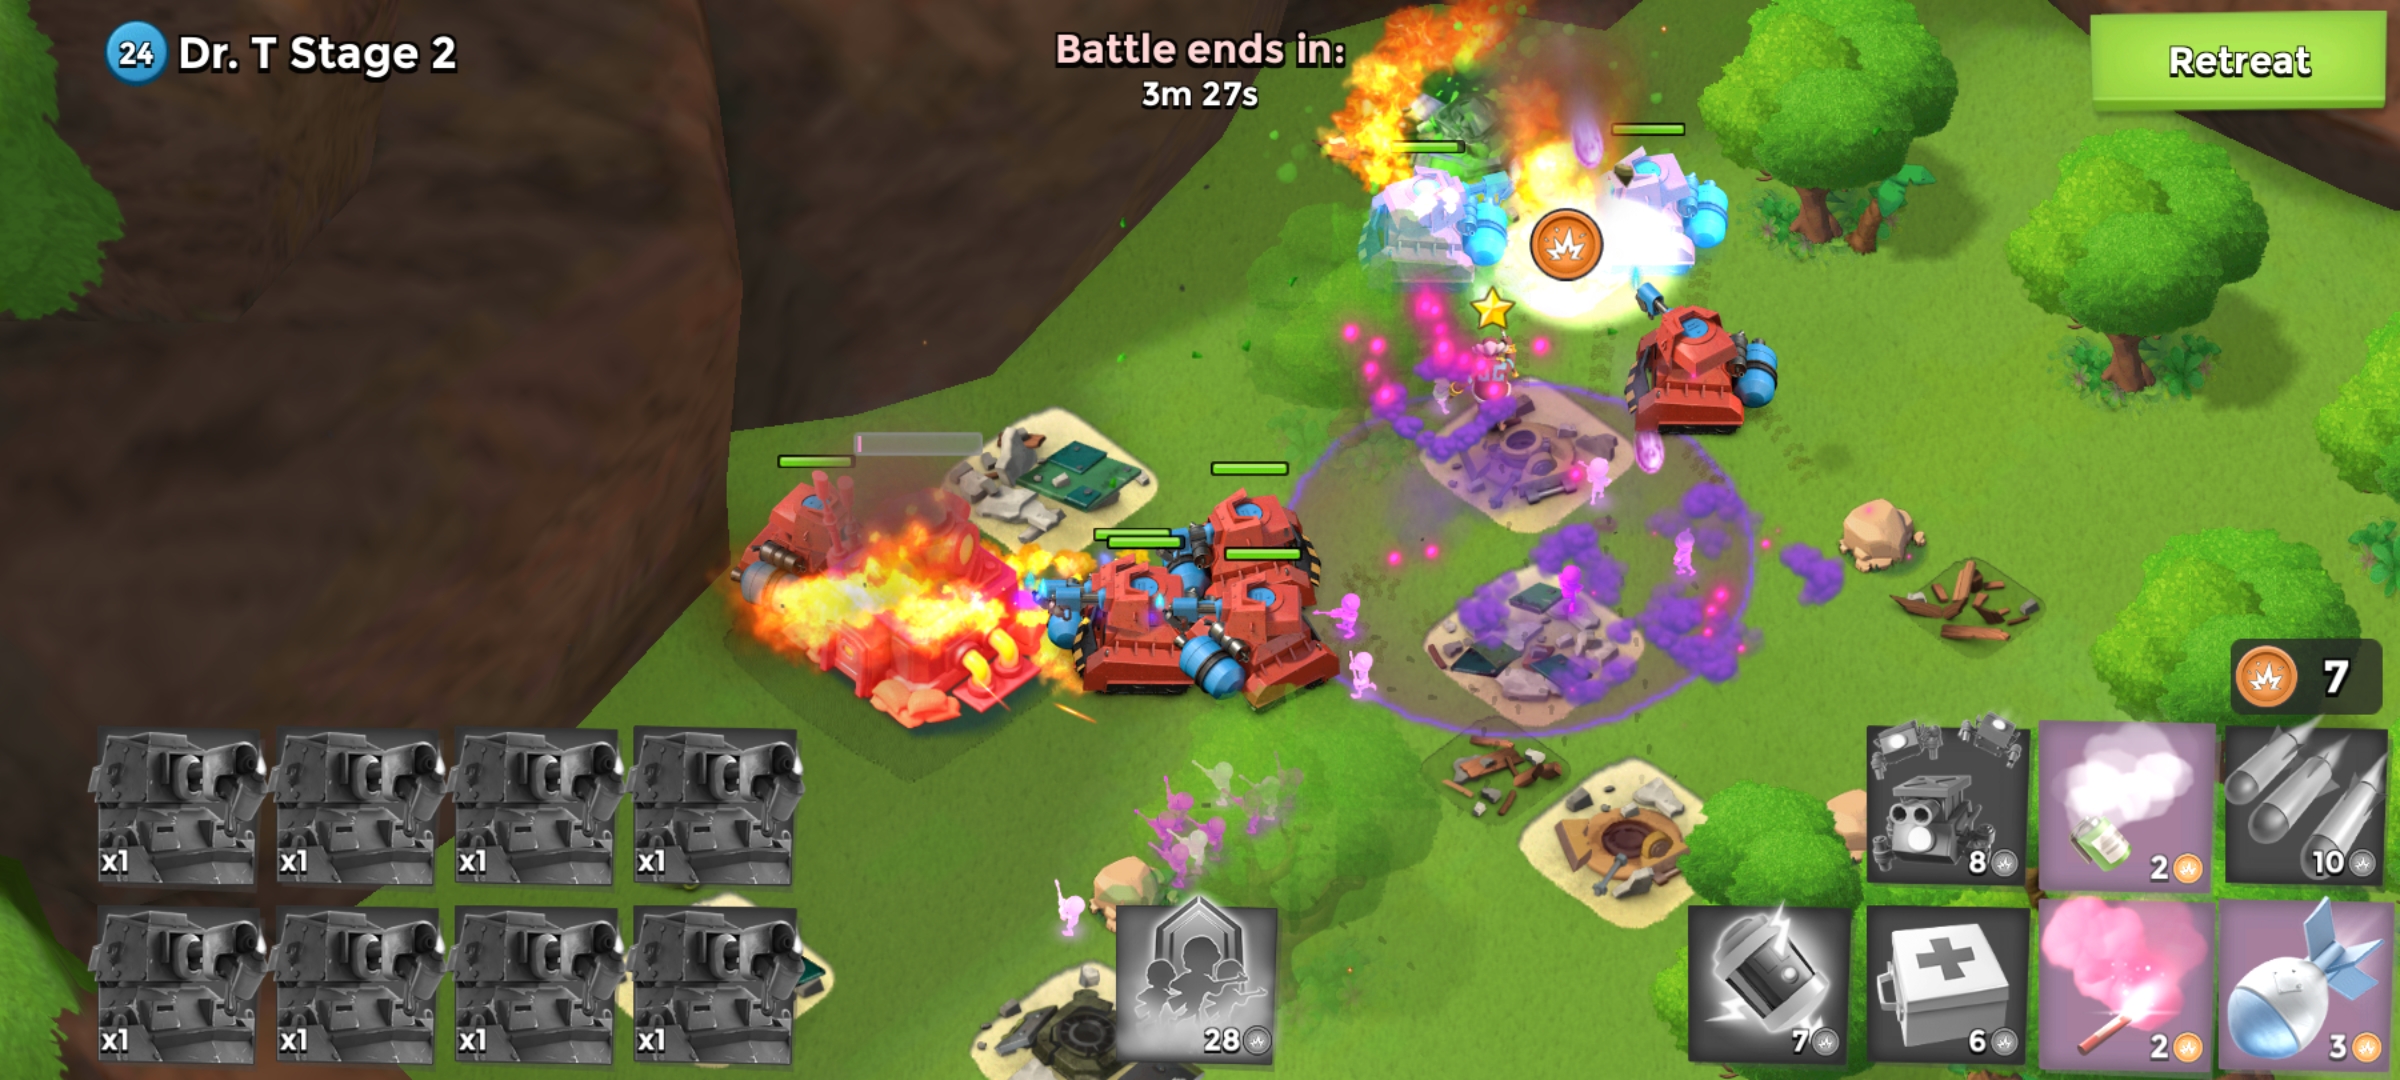 24 Dr. T Stage 2
Battle ends in:
3m 27s
Retreat
7
8 2 10
x1 x1 x1 x1
x1 x1 x1 x1
28 7 6 2 3